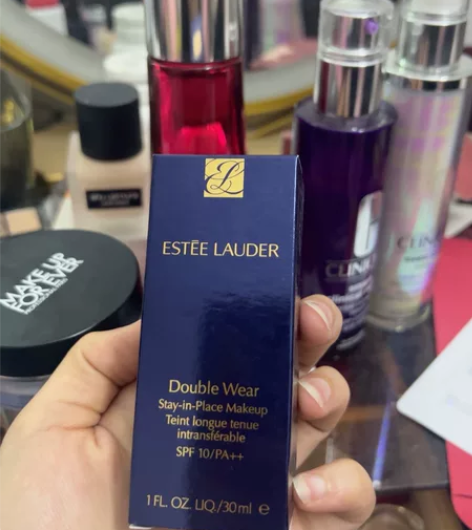 ESTĒE LAUDER
Double Wear
Stay-in-Place Makeup
Teint longue tenue
intransférable
SPF 10/PA++
1 FL. OZ. LIQ./30ml e
MAKE UP
FOR EVER
CLINIQUE
CLINIQUE